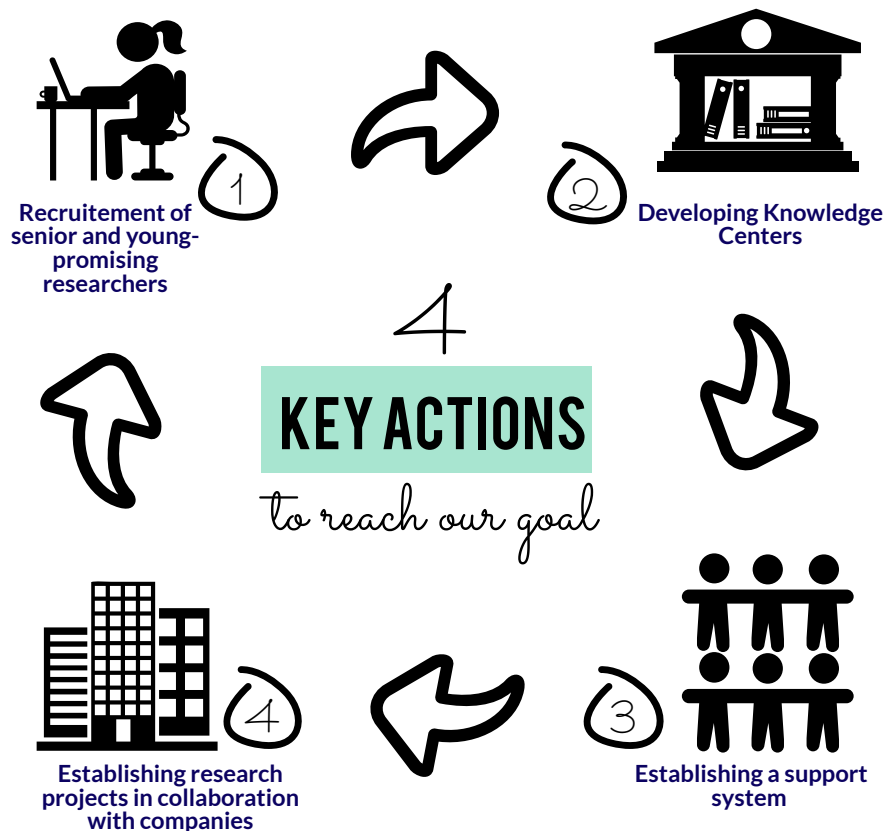 1
Recruitement of
senior and young-
promising
researchers
2
Developing Knowledge
Centers
4
KEY ACTIONS
to reach our goal
3
Establishing a support
system
4
Establishing research
projects in collaboration
with companies